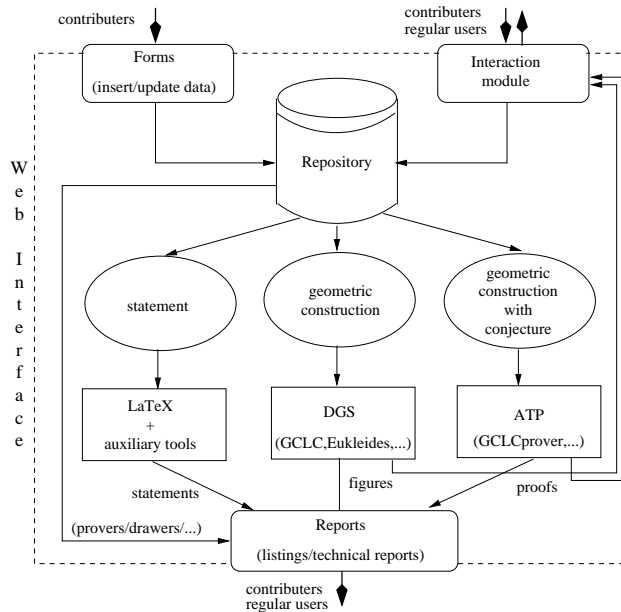 contributers
contributers
regular users
Forms
(insert/update data)
Interaction
module
Repository
Web Interface
statement
geometric
construction
geometric
construction
with
conjecture
LaTeX
+
auxiliary tools
DGS
(GCLC,Eukleides,...)
ATP
(GCLCprover,...)
statements
figures
proofs
(provers/drawers/...)
Reports
(listings/technical reports)
contributers
regular users